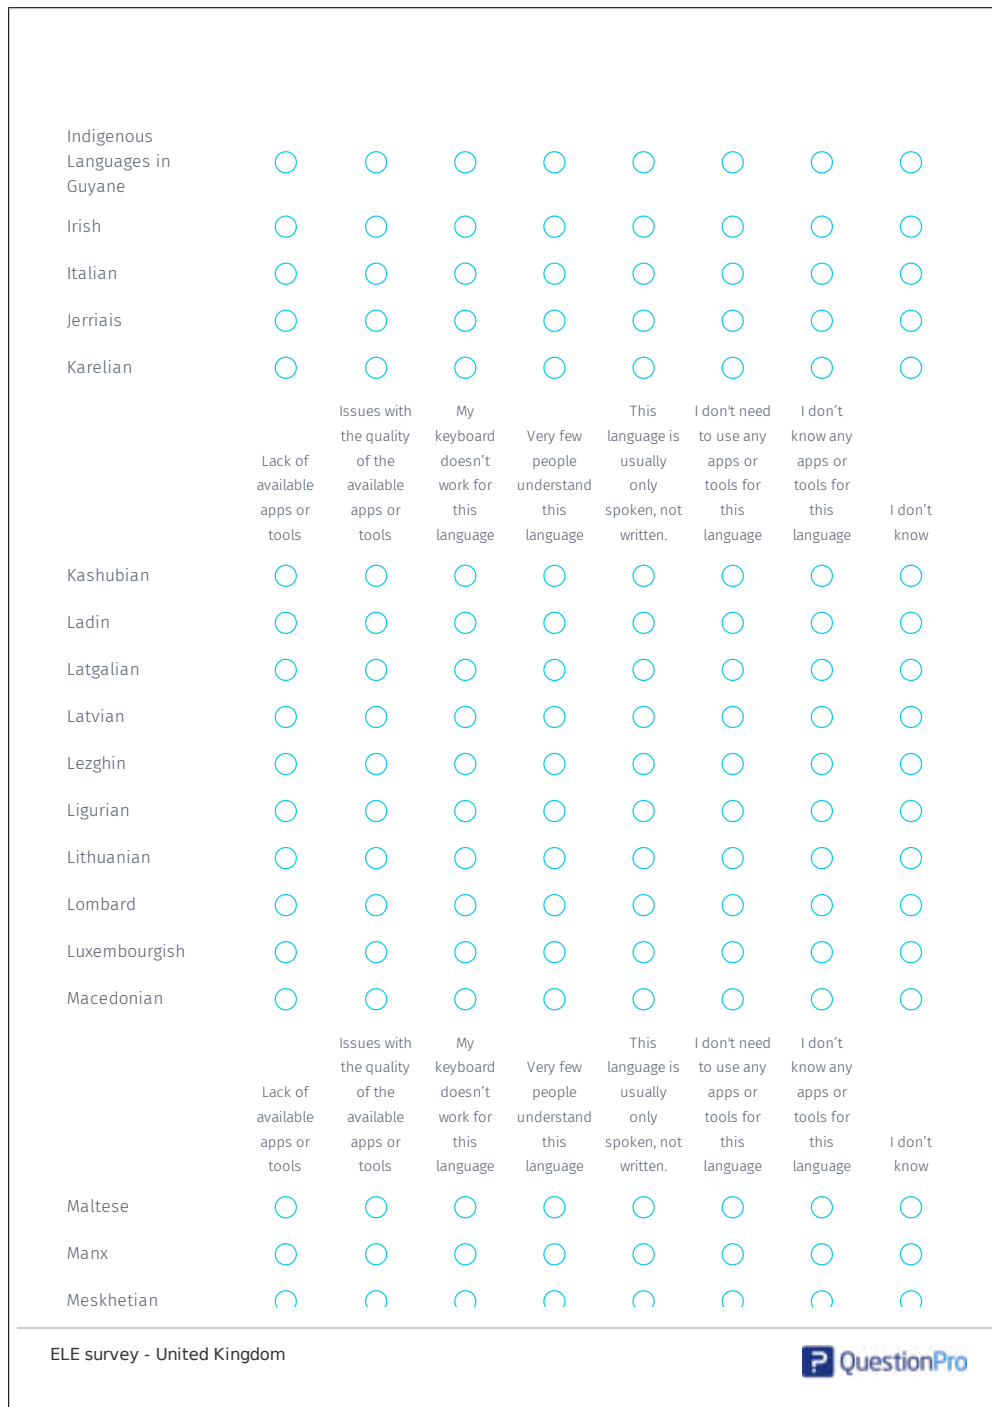 Indigenous
Languages in
Guyane
Irish
Italian
Jerriais
Karelian
Issues with My This I don't need I don’t
the quality keyboard language is to use any know any
of the doesn’t Very few usually apps or apps or
Lack of available work for people only tools for tools for
available apps or this understand spoken, not this this I don’t
apps or tools language this written. language language know
tools language
Kashubian
Ladin
Latgalian
Latvian
Lezghin
Ligurian
Lithuanian
Lombard
Luxembourgish
Macedonian
Issues with My This I don't need I don’t
the quality keyboard Very few language is to use any know any
Lack of of the doesn’t people usually apps or apps or
available available work for understand only tools for tools for
apps or apps or this this spoken, not this this I don’t
tools tools language language written. language language know
Maltese
Manx
Meskhetian
ELE survey - United Kingdom
QuestionPro